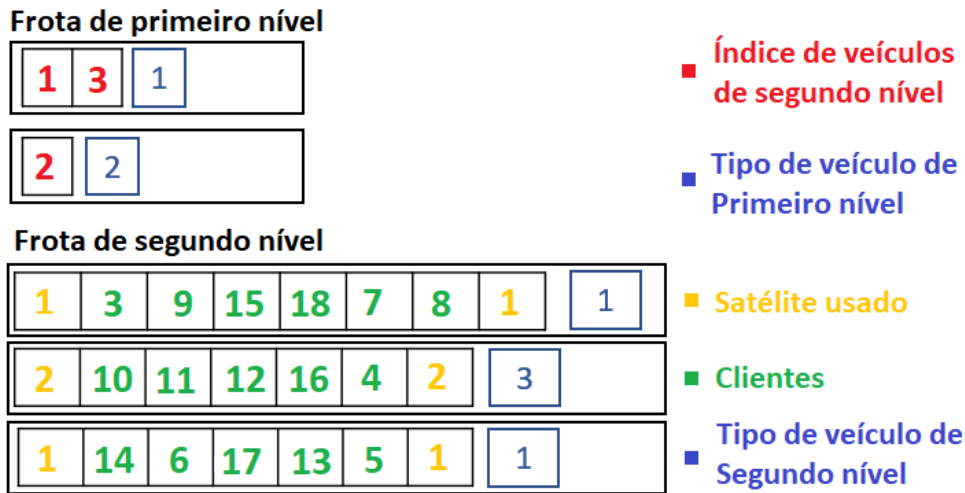 Frota de primeiro nível
1 3 1
2 2
Índice de veículos
de segundo nível
Tipo de veículo de
Primeiro nível
Frota de segundo nível
1 3 9 15 18 7 8 1 1
2 10 11 12 16 4 2 3
1 14 6 17 13 5 1 1
Satélite usado
Clientes
Tipo de veículo de
Segundo nível